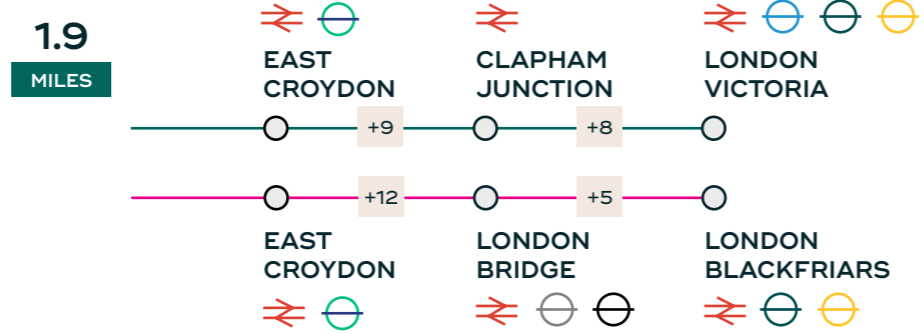 1.9
MILES
EAST
CROYDON
CLAPHAM
JUNCTION
LONDON
VICTORIA
+9
+8
+12
+5
EAST
CROYDON
LONDON
BRIDGE
LONDON
BLACKFRIARS